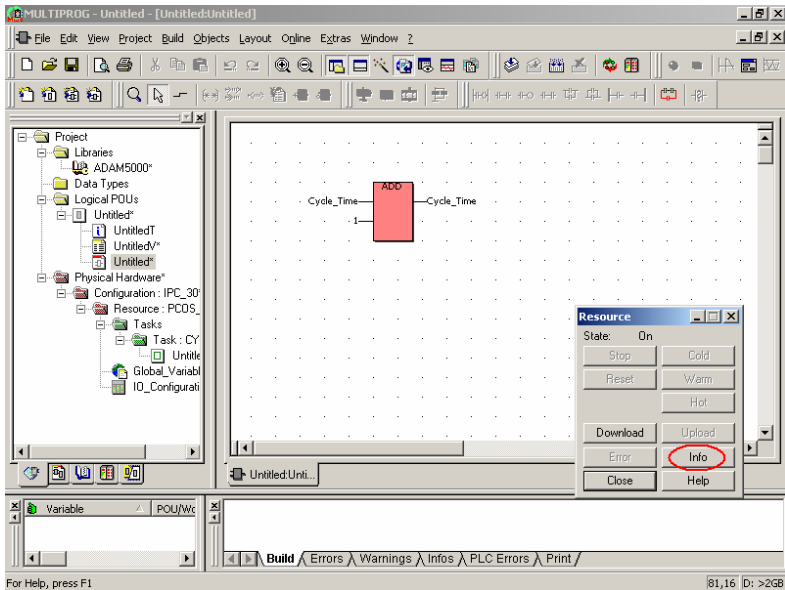 MULTIPROG - Untitled - [Untitled:Untitled]
File Edit View Project Build Objects Layout Online Extras Window ?
Project
Libraries
ADAM5000*
Data Types
Logical POUs
Untitled*
UntitledT
UntitledV*
Untitled*
Physical Hardware*
Configuration : IPC_30
Resource : PCOS_
Tasks
Task : CY
Untitle
Global_Variabl
IO_Configurati
ADD
Cycle_Time
Cycle_Time
1
Resource
State: On
Stop Cold
Reset Warm
Hot
Download Upload
Error Info
Close Help
Untitled:Unti...
Variable POU/Wo
Build Errors Warnings Infos PLC Errors Print
For Help, press F1
81,16 D: >2GB